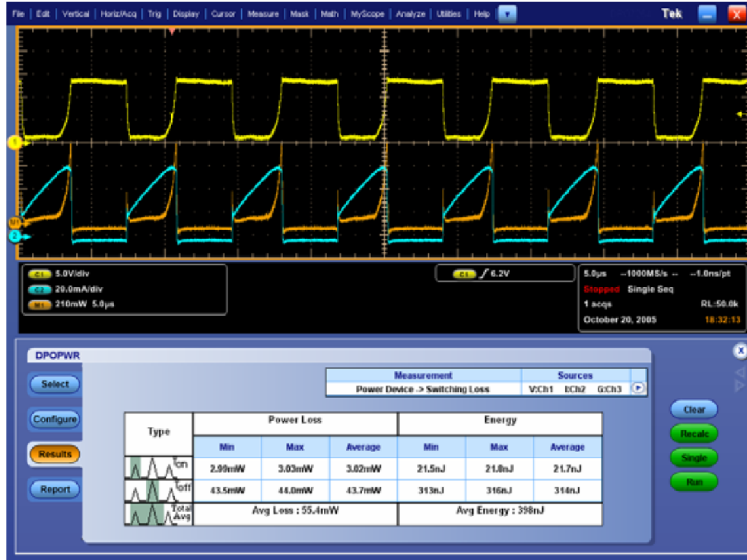 File | Edit | Vertical | Horiz/Acq | Trig | Display | Cursor | Measure | Mask | Math | MyScope | Analyze | Utilities | Help Tek X
1
M1
2
C1 5.0V/div
C2 20.0mA/div
M1 210mW 5.0µs
C1 6.2V
5.0µs 1000MS/s 1.0ns/pt
Stopped Single Seq
1 acqs RL:50.0k
October 20, 2005 18:32:13
DPOPWR
X
Select
Configure
Results
Report
Measurement Sources
Power Device -> Switching Loss V:Ch1 I:Ch2 G:Ch3
Type Power Loss Energy
Min Max Average Min Max Average
Ton 2.99mW 3.03mW 3.02mW 21.5nJ 21.8nJ 21.7nJ
Toff 43.5mW 44.0mW 43.7mW 313nJ 316nJ 314nJ
Total Avg Avg Loss : 55.4mW Avg Energy : 398nJ
Clear
Recalc
Single
Run